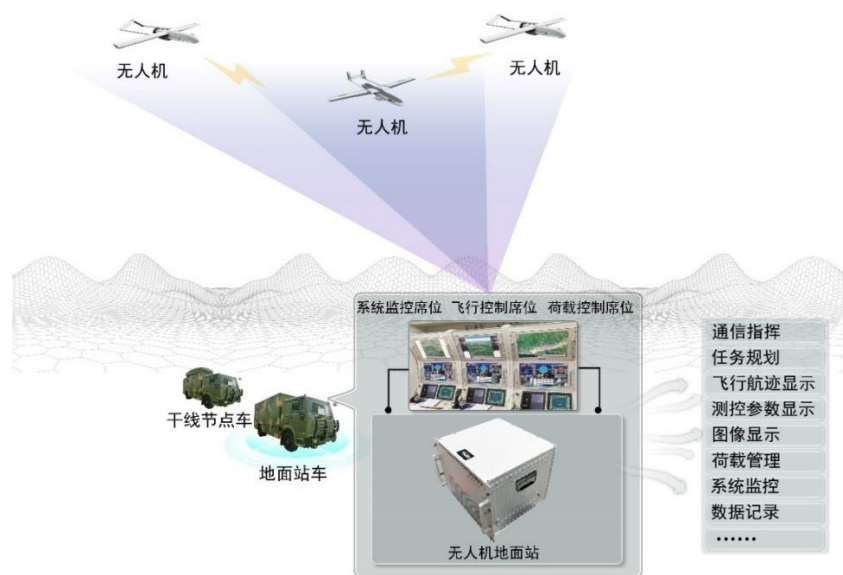 无人机
无人机
无人机
系统监控席位 飞行控制席位 荷载控制席位
干线节点车
地面站车
无人机地面站
通信指挥
任务规划
飞行航迹显示
测控参数显示
图像显示
荷载管理
系统监控
数据记录
······